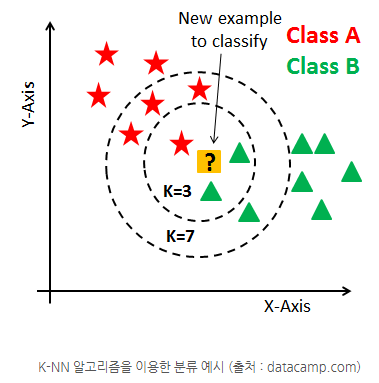 New example
to classify
Class A
Class B
Y-Axis
?
K=3
K=7
X-Axis
K-NN 알고리즘을 이용한 분류 예시 (출처 : datacamp.com)